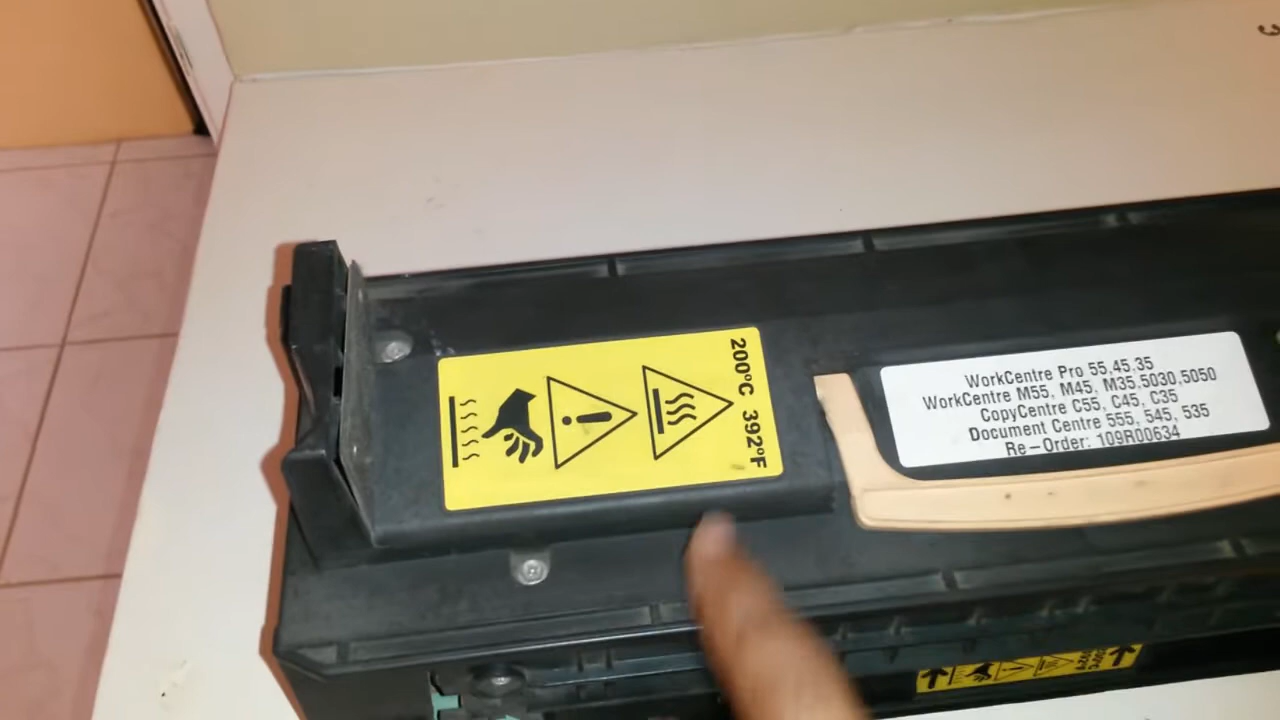 200°C 392°F
WorkCentre Pro 55,45,35
WorkCentre M55, M45, M35,5030,5050
CopyCentre C55, C45, C35
Document Centre 555, 545, 535
Re-Order: 109R00634